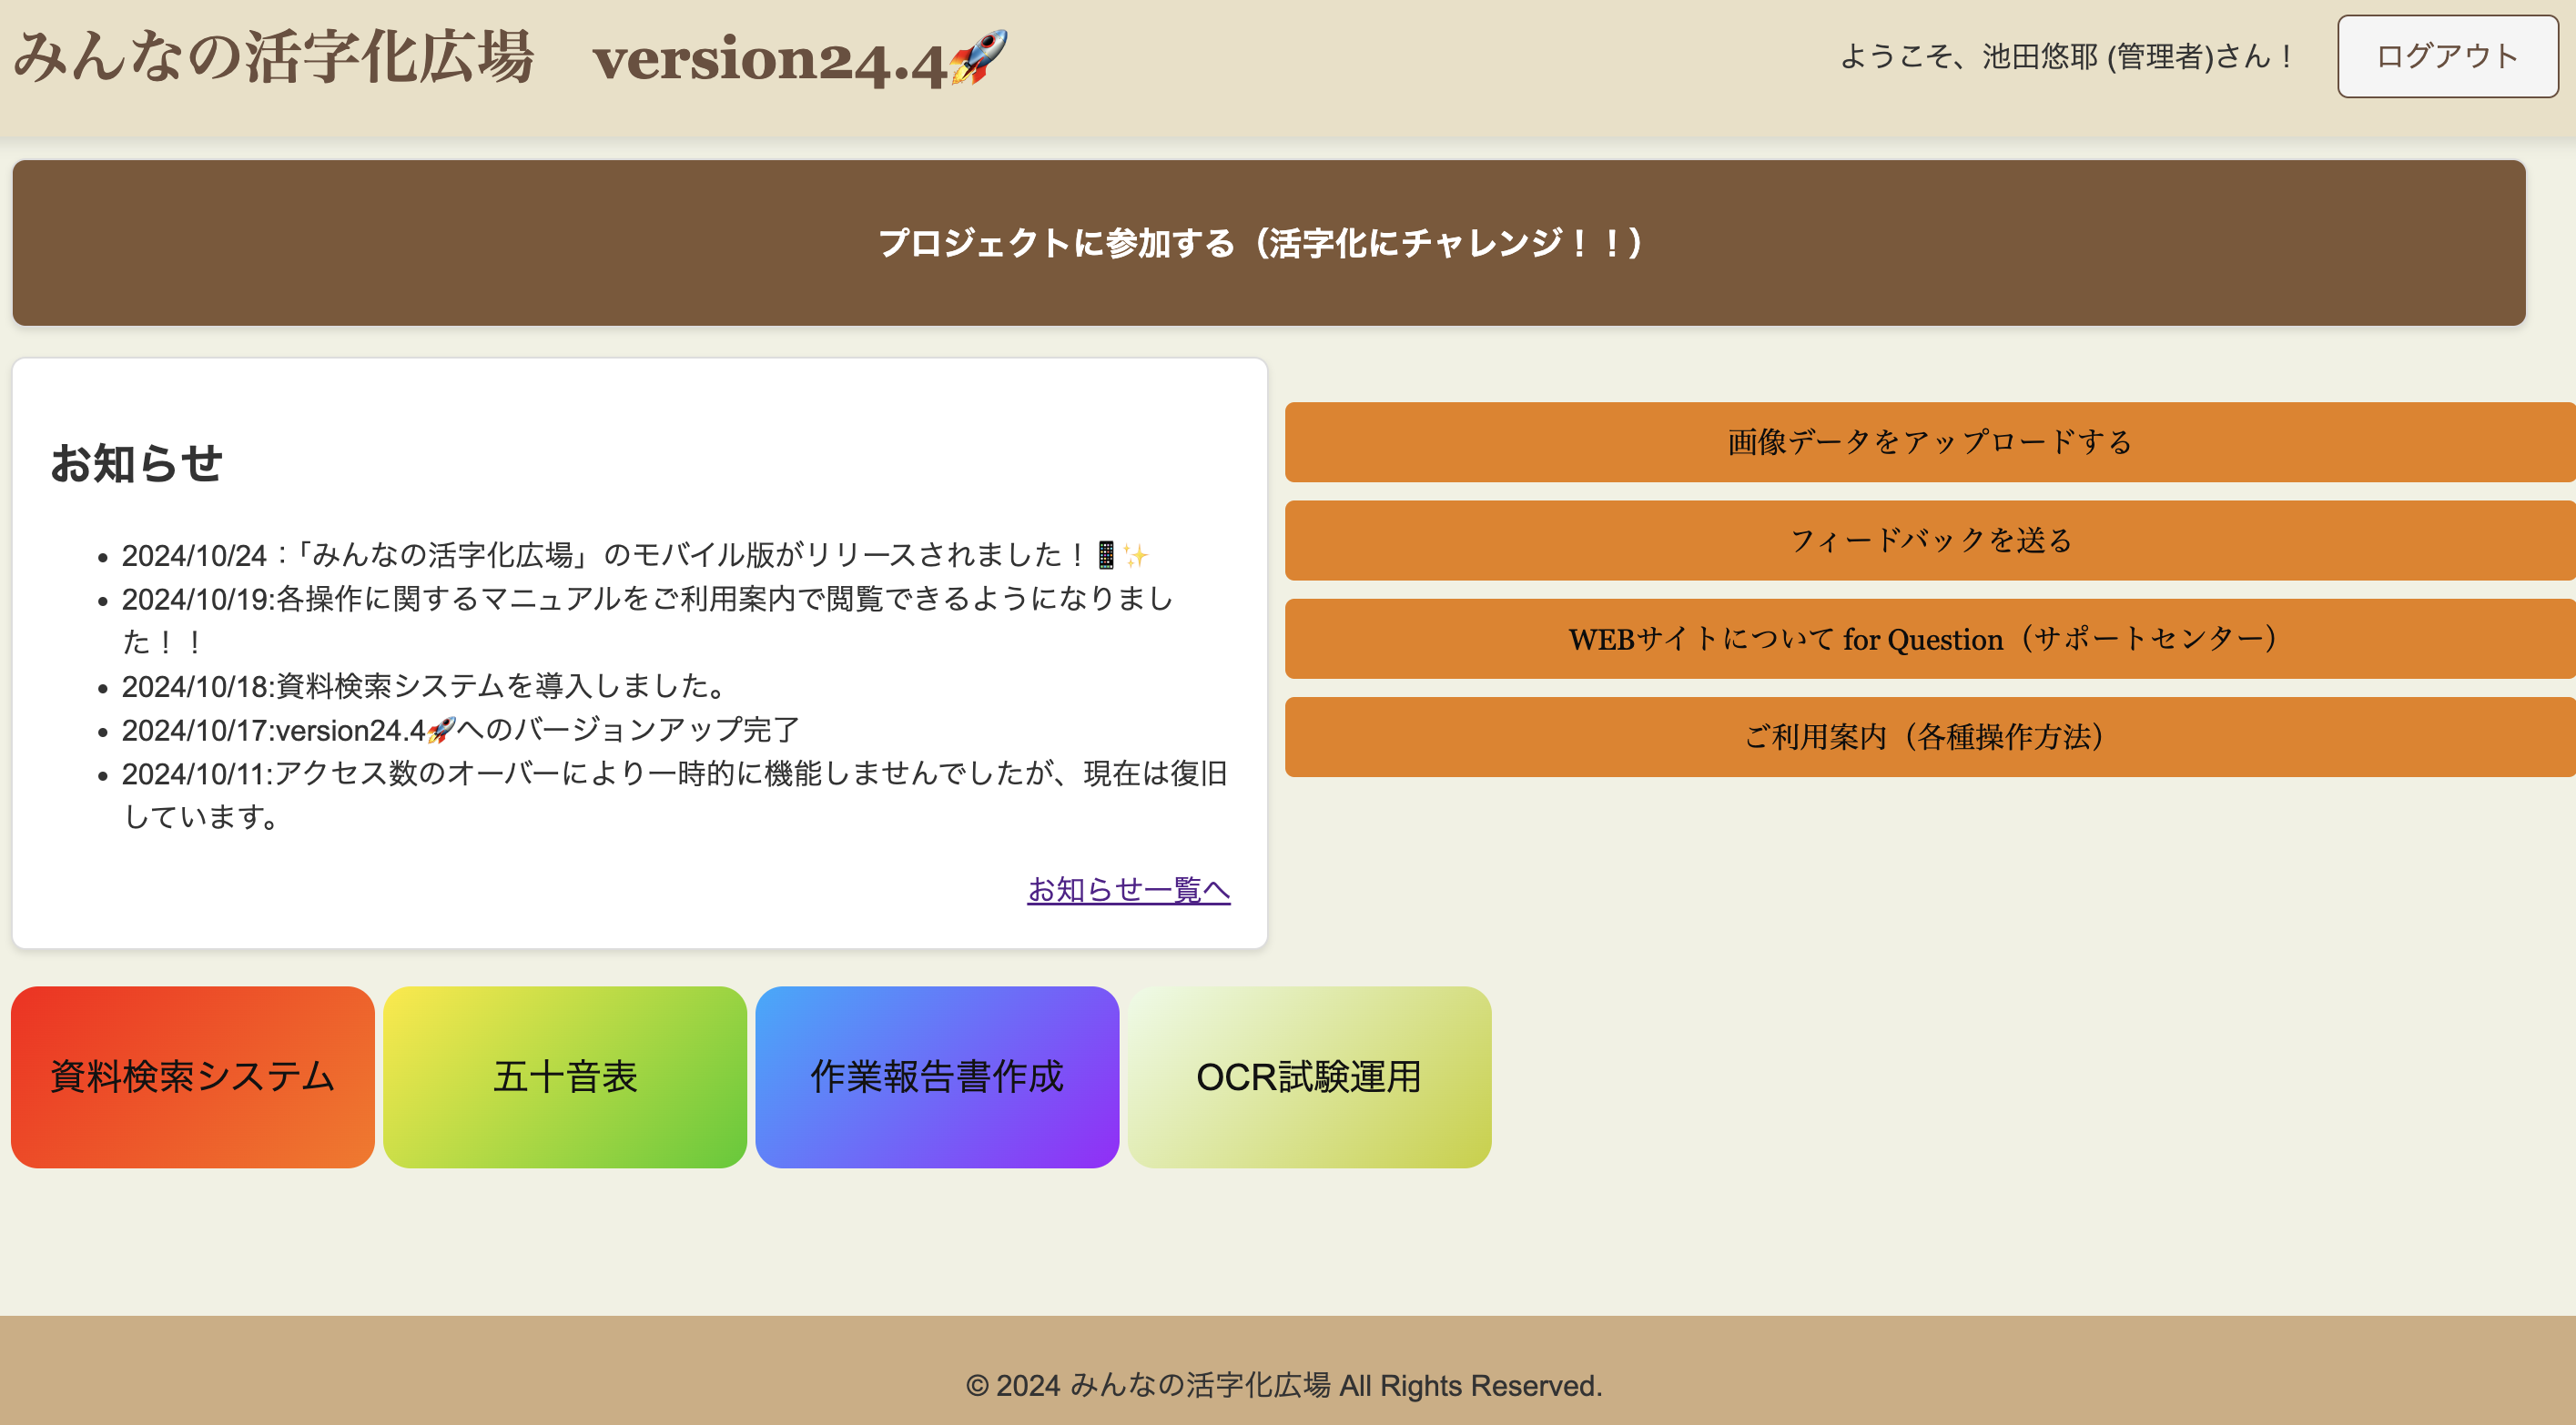 みんなの活字化広場　version24.4🚀
ようこそ、池田悠耶 (管理者)さん！
ログアウト
プロジェクトに参加する（活字化にチャレンジ！！）
お知らせ
2024/10/24：「みんなの活字化広場」のモバイル版がリリースされました！📱✨
2024/10/19:各操作に関するマニュアルをご利用案内で閲覧できるようになりまし
た！！
2024/10/18:資料検索システムを導入しました。
2024/10/17:version24.4🚀へのバージョンアップ完了
2024/10/11:アクセス数のオーバーにより一時的に機能しませんでしたが、現在は復旧
しています。
お知らせ一覧へ
画像データをアップロードする
フィードバックを送る
WEBサイトについて for Question（サポートセンター）
ご利用案内（各種操作方法）
資料検索システム
五十音表
作業報告書作成
OCR試験運用
© 2024 みんなの活字化広場 All Rights Reserved.